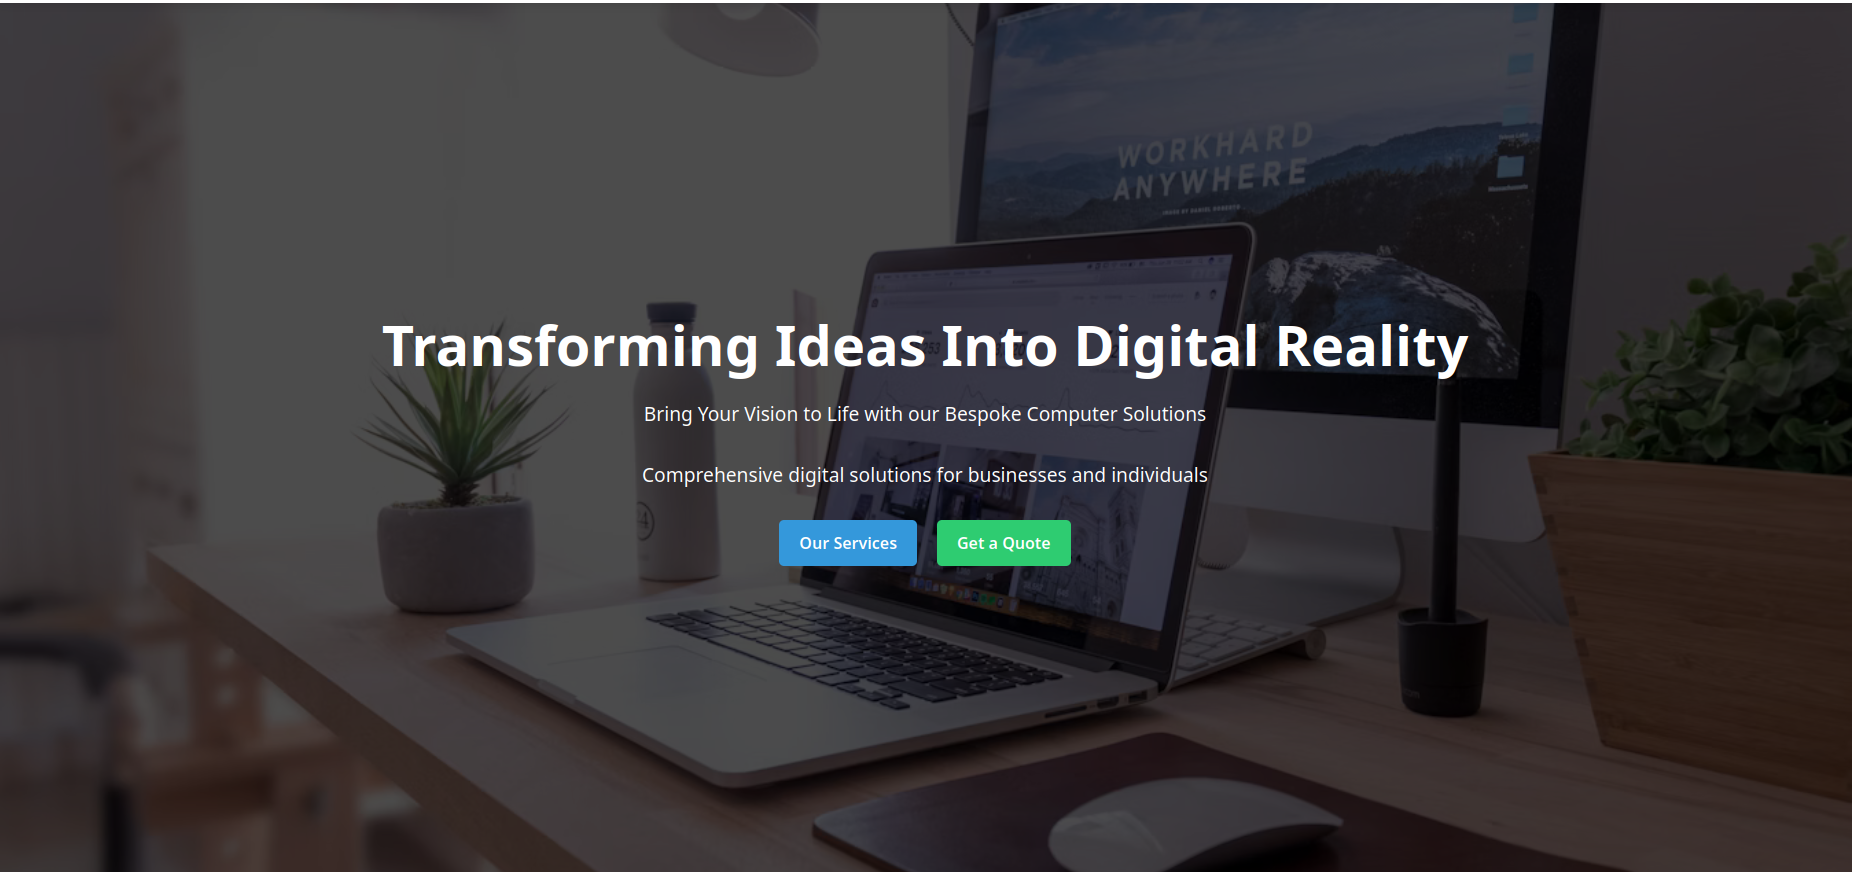 WORKHARD
ANYWHERE
Transforming Ideas Into Digital Reality
Bring Your Vision to Life with our Bespoke Computer Solutions
Comprehensive digital solutions for businesses and individuals
Our Services
Get a Quote